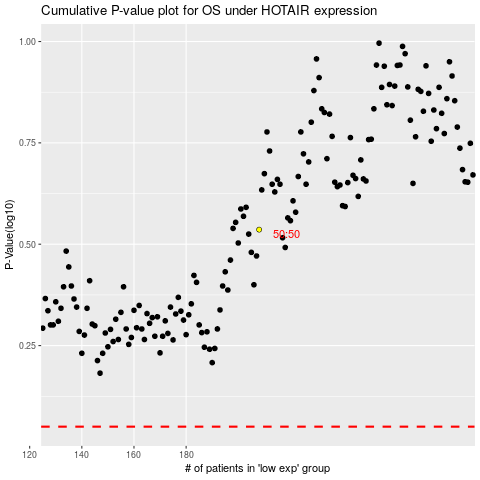 Cumulative P-value plot for OS under HOTAIR expression
P-Value(log10)
1.00
0.75
0.50
0.25
50:50
120 140 160 180
# of patients in 'low exp' group